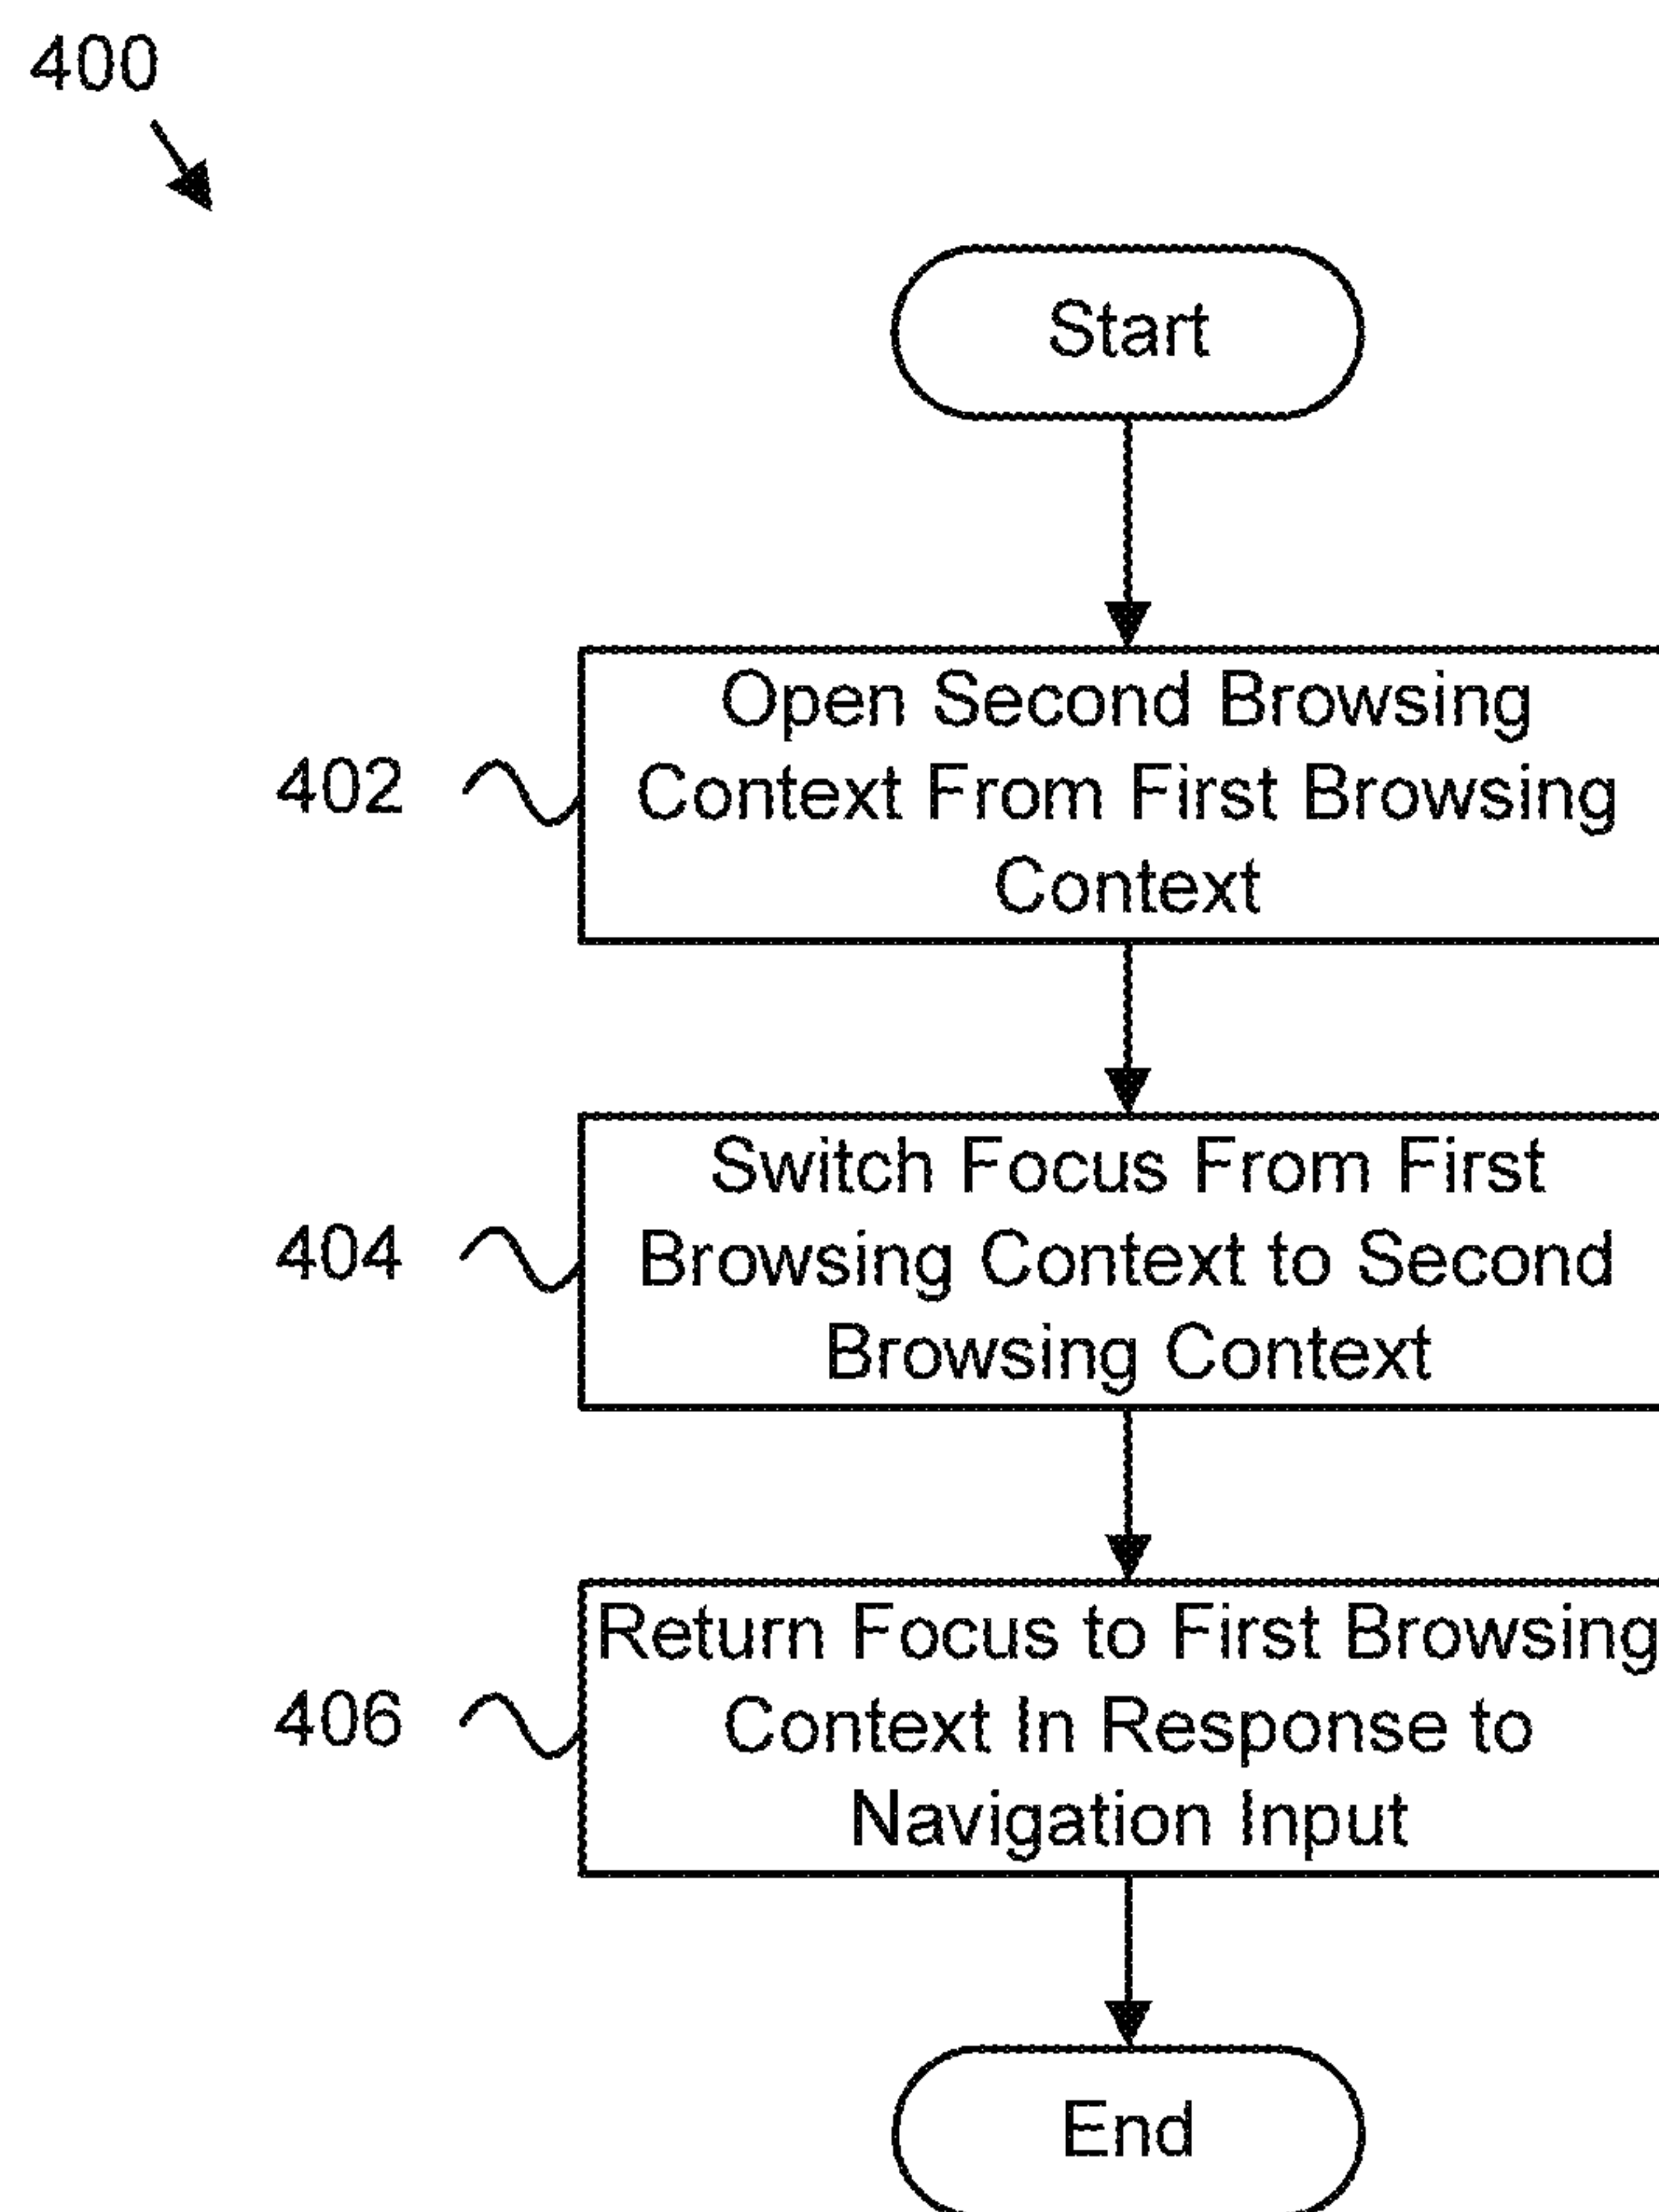 400
Start
402
Open Second Browsing
Context From First Browsing
Context
404
Switch Focus From First
Browsing Context to Second
Browsing Context
406
Return Focus to First Browsing
Context In Response to
Navigation Input
End